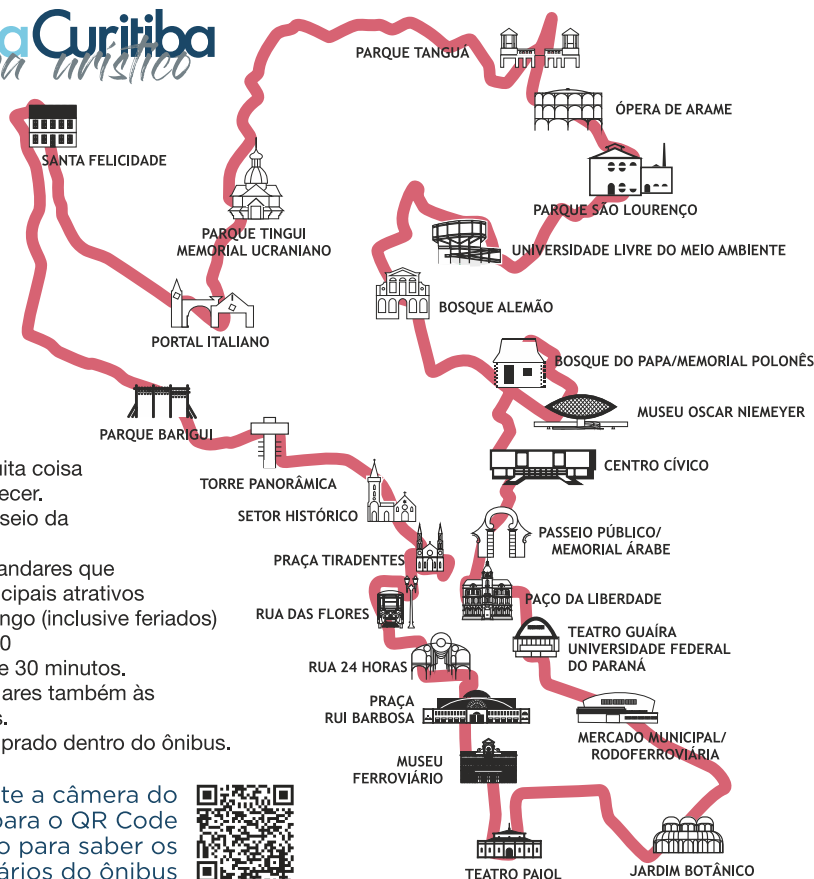 Curitiba
PARQUE TANGUÁ
ÓPERA DE ARAME
SANTA FELICIDADE
PARQUE SÃO LOURENÇO
PARQUE TINGUI
MEMORIAL UCRANIANO
UNIVERSIDADE LIVRE DO MEIO AMBIENTE
BOSQUE ALEMÃO
PORTAL ITALIANO
BOSQUE DO PAPA/MEMORIAL POLONÊS
MUSEU OSCAR NIEMEYER
PARQUE BARIGUI
CENTRO CÍVICO
TORRE PANORÂMICA
SETOR HISTÓRICO
PASSEIO PÚBLICO/
MEMORIAL ÁRABE
PRAÇA TIRADENTES
PAÇO DA LIBERDADE
RUA DAS FLORES
TEATRO GUAÍRA
UNIVERSIDADE FEDERAL
DO PARANÁ
RUA 24 HORAS
PRAÇA
RUI BARBOSA
MERCADO MUNICIPAL/
RODOFERROVIÁRIA
MUSEU
FERROVIÁRIO
TEATRO PAIOL
JARDIM BOTÂNICO
uita coisa
ecer.
seio da
andares que
cipais atrativos
ngo (inclusive feriados)
0
e 30 minutos.
ares também às
s.
prado dentro do ônibus.
te a câmera do
para o QR Code
o para saber os
ários do ônibus